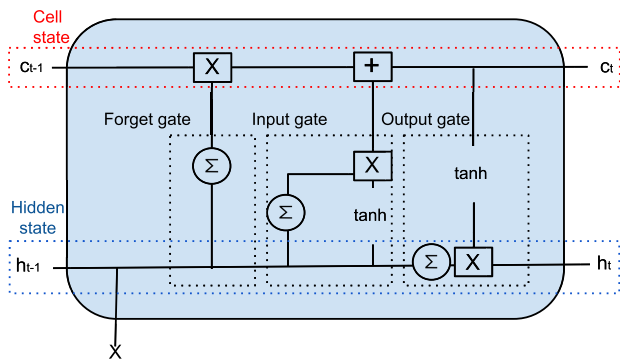 Cell
state
Ct-1
X
+
Ct
Forget gate
Input gate
Output gate
Σ
X
tanh
Σ
tanh
Hidden
state
ht-1
Σ
X
ht
X